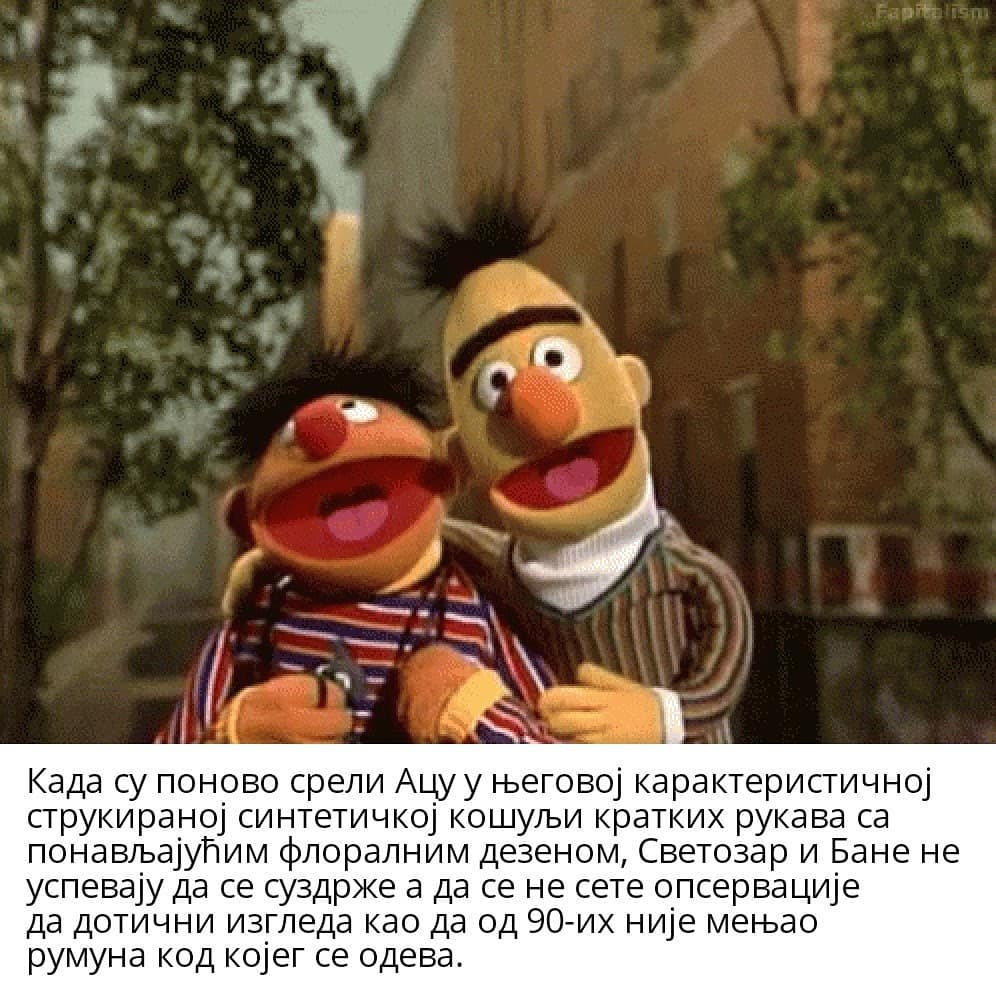 Fapitalism
Када су поново срели Ацу у његовој карактеристичној
струкираној синтетичкој кошуљи кратких рукава са
понављајућим флоралним дезеном, Светозар и Бане не
успевају да се суздрже а да се не сете опсервације
да дотични изгледа као да од 90-их није мењао
румуна код којег се одева.